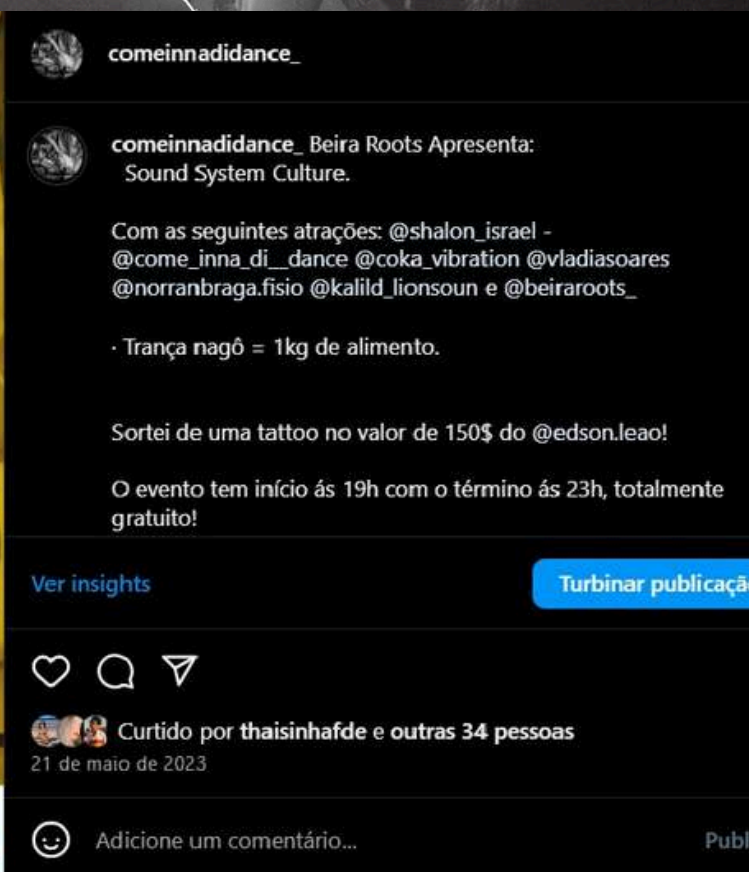 comeinnadidance_
comeinnadidance_ Beira Roots Apresenta:
Sound System Culture.
Com as seguintes atrações: @shalon_israel -
@come_inna_di__dance @coka_vibration @vladiasoares
@norranbraga.fisio @kalild_lionsoun e @beiraroots_
· Trança nagô = 1kg de alimento.
Sortei de uma tattoo no valor de 150$ do @edson.leao!
O evento tem início ás 19h com o término ás 23h, totalmente
gratuito!
Ver insights
Turbinar publicaçã
Curtido por thaisinhafde e outras 34 pessoas
21 de maio de 2023
Adicione um comentário...
Publ